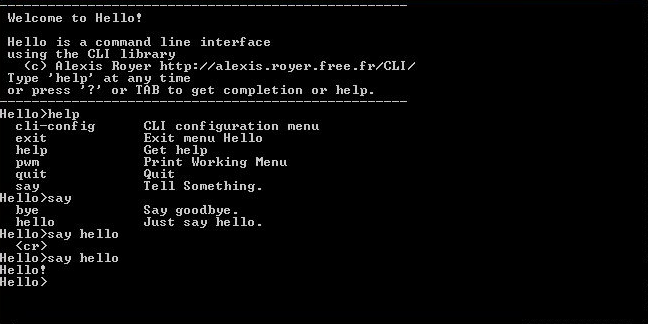 Welcome to Hello!
Hello is a command line interface
using the CLI library
(c) Alexis Royer http://alexis.royer.free.fr/CLI/
Type 'help' at any time
or press '?' or TAB to get completion or help.
Hello>help
cli-config CLI configuration menu
exit Exit menu Hello
help Get help
pwm Print Working Menu
quit Quit
say Tell Something.
Hello>say
bye Say goodbye.
hello Just say hello.
Hello>say hello
<cr>
Hello>say hello
Hello!
Hello>